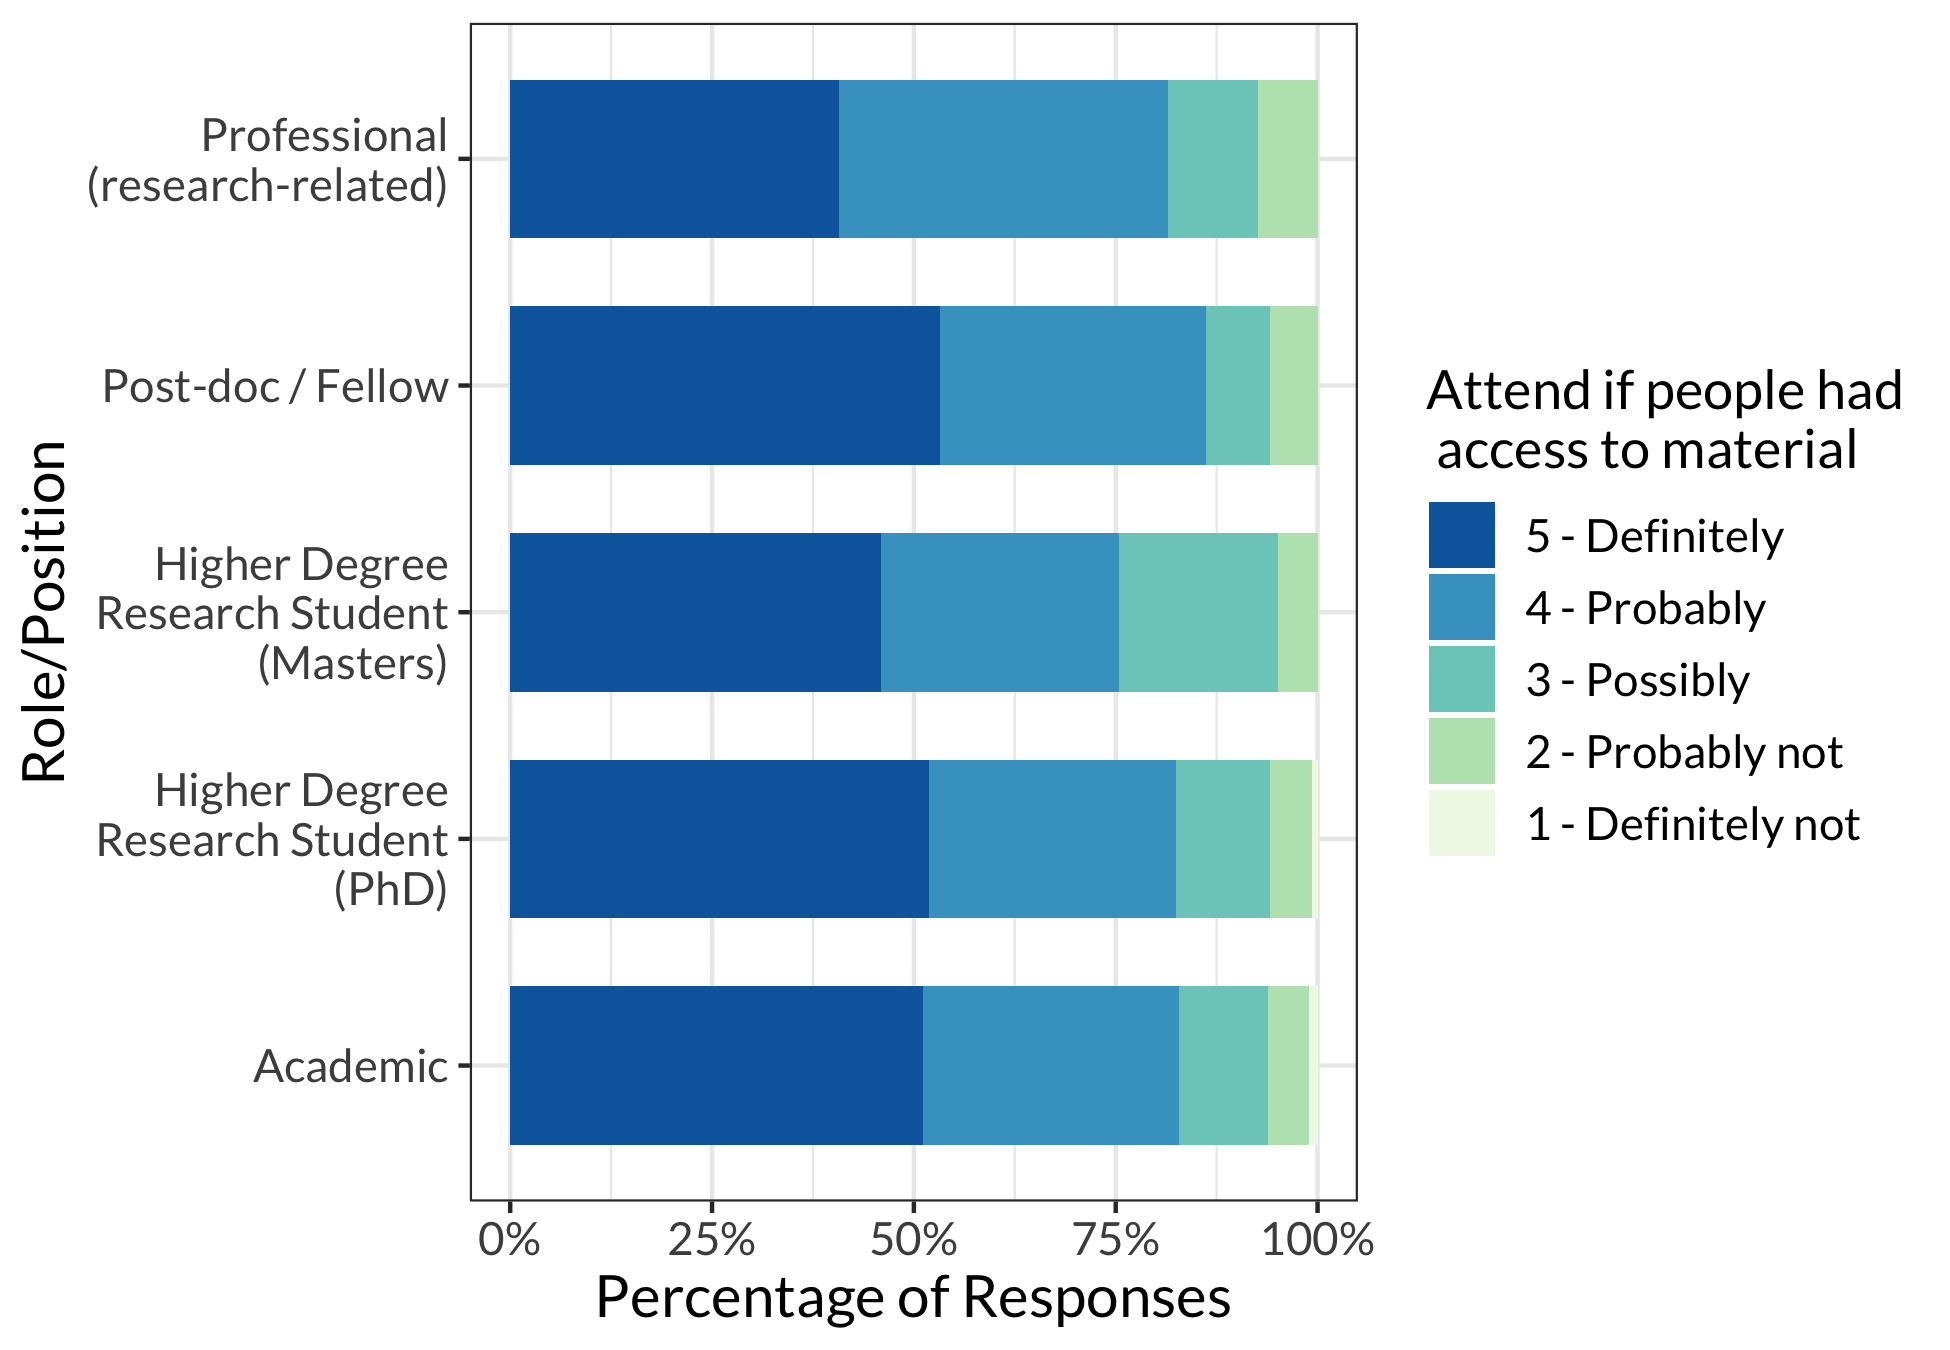 Role/Position
Professional
(research-related)
Post-doc / Fellow
Higher Degree
Research Student
(Masters)
Higher Degree
Research Student
(PhD)
Academic
0% 25% 50% 75% 100%
Percentage of Responses
Attend if people had
access to material
5 - Definitely
4 - Probably
3 - Possibly
2 - Probably not
1 - Definitely not